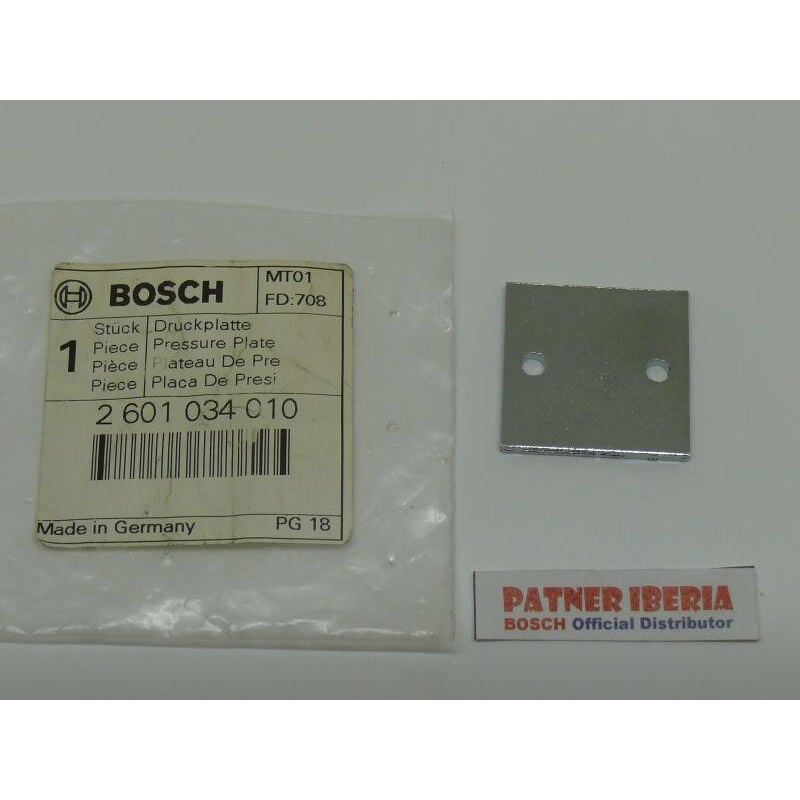 BOSCH
MT01
FD:708
1
Stück Druckplatte
Piece Pressure Plate
Pièce Plateau De Pre
Piece Placa De Presi
2 601 034 010
Made in Germany PG 18
PATNER IBERIA
BOSCH Official Distributor